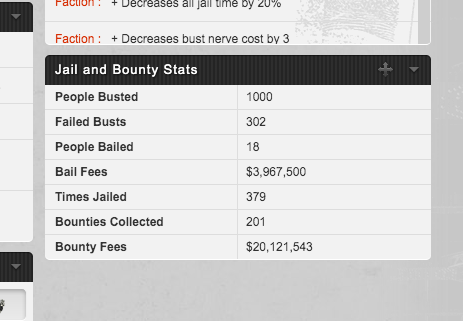 Faction : + Decreases all jail time by 20%
Faction : + Decreases bust nerve cost by 3
Jail and Bounty Stats
People Busted 1000
Failed Busts 302
People Bailed 18
Bail Fees $3,967,500
Times Jailed 379
Bounties Collected 201
Bounty Fees $20,121,543